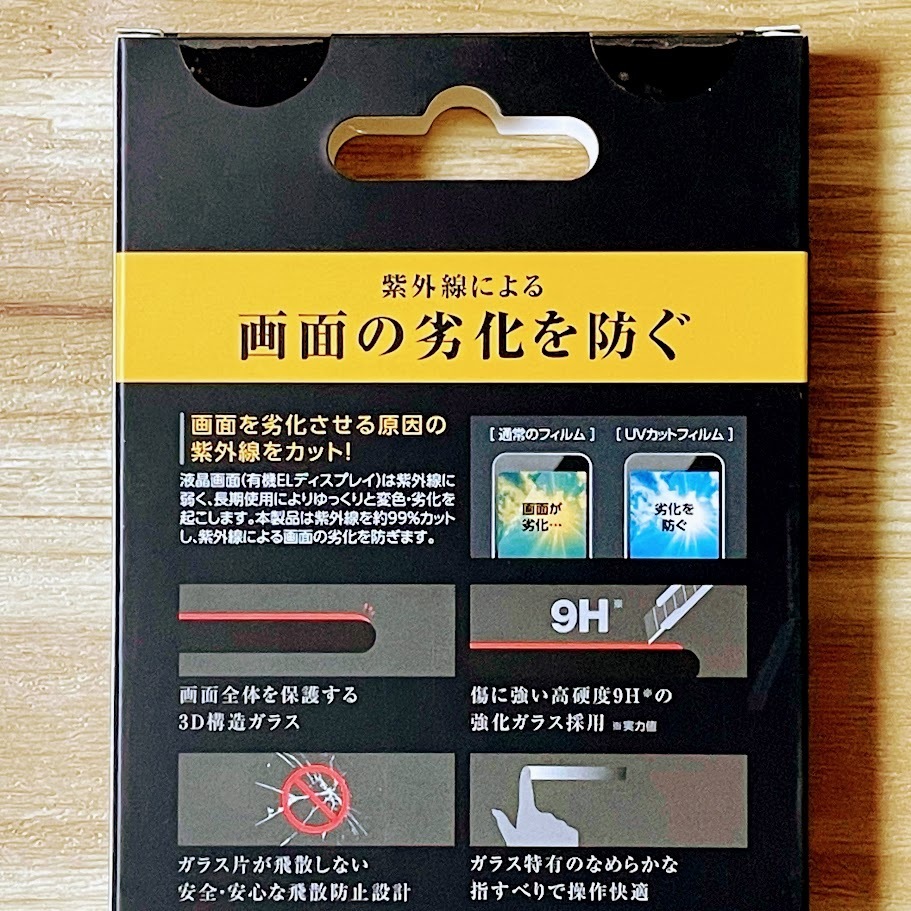 紫外線による
画面の劣化を防ぐ
画面を劣化させる原因の
紫外線をカット!
液晶画面(有機ELディスプレイ)は紫外線に
弱く、長期使用によりゆっくりと変色・劣化を
起こします。本製品は紫外線を約99%カット
し、紫外線による画面の劣化を防ぎます。
[ 通常のフィルム ] [ UVカットフィルム ]
画面が
劣化…
劣化を
防ぐ
9H※
画面全体を保護する
3D構造ガラス
傷に強い高硬度9H※の
強化ガラス採用 ※実力値
ガラス片が飛散しない
安全・安心な飛散防止設計
ガラス特有のなめらかな
指すべりで操作快適